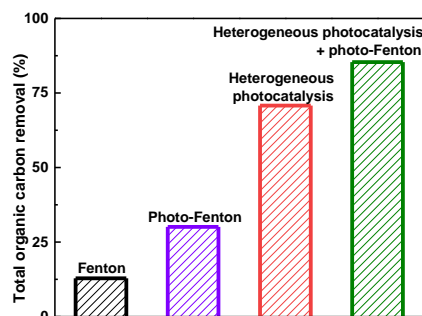 100
75
50
25
0
Total organic carbon removal (%)
Heterogeneous photocatalysis
+ photo-Fenton
Heterogeneous
photocatalysis
Photo-Fenton
Fenton